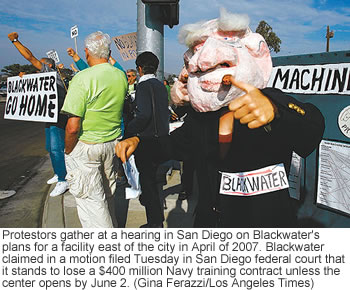 NO
BLACKWATER
GO HOME
MACHIN
BLACKWATER
Protestors gather at a hearing in San Diego on Blackwater's
plans for a facility east of the city in April of 2007. Blackwater
claimed in a motion filed Tuesday in San Diego federal court that
it stands to lose a $400 million Navy training contract unless the
center opens by June 2. (Gina Ferazzi/Los Angeles Times)